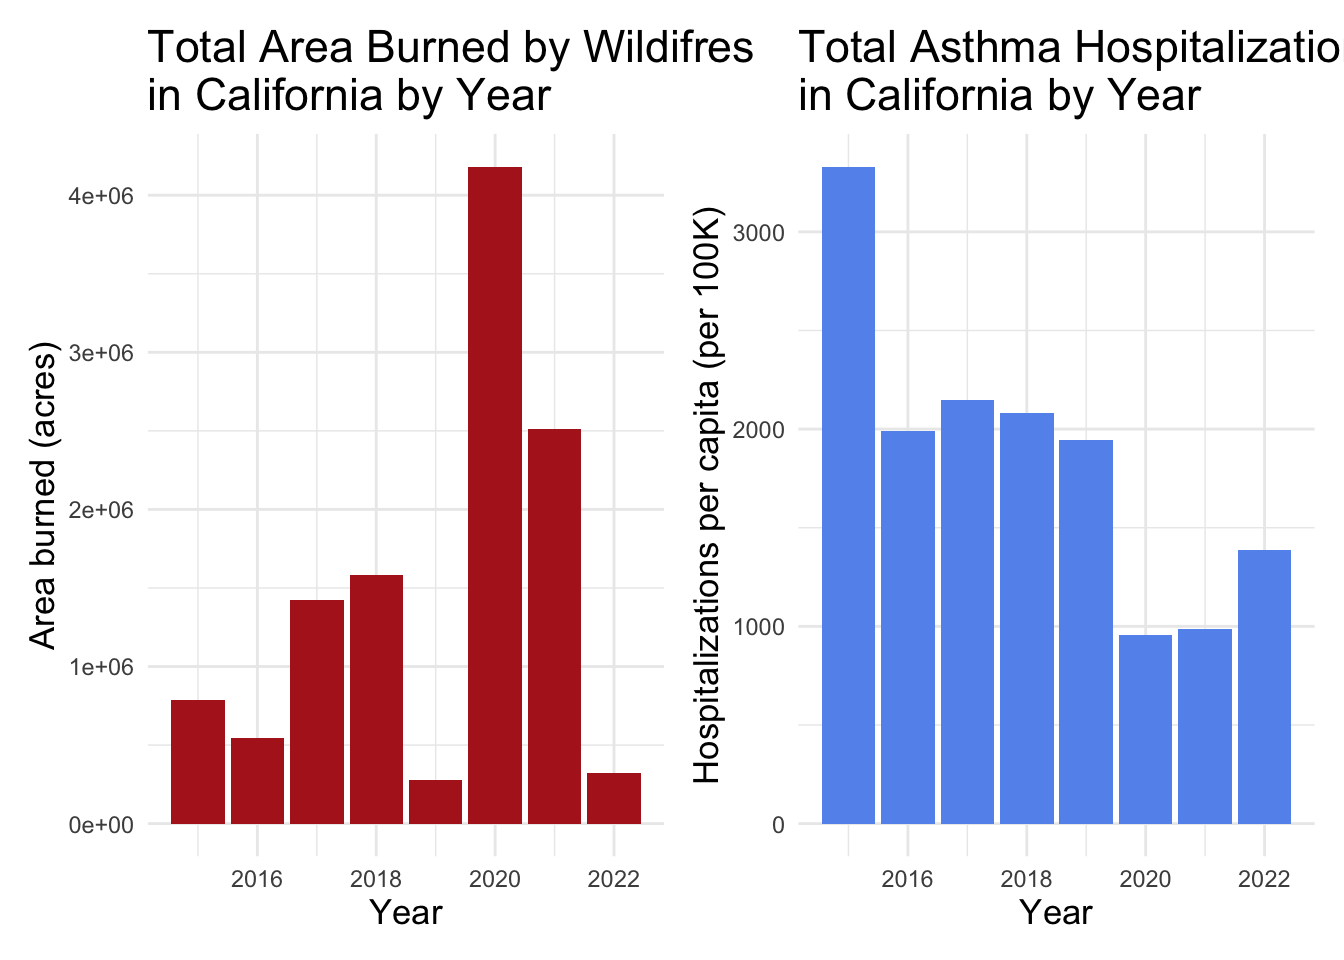 Total Area Burned by Wildifres
in California by Year
Area burned (acres)
4e+06
3e+06
2e+06
1e+06
0e+00
2016 2018 2020 2022
Year
Total Asthma Hospitalizatio
in California by Year
Hospitalizations per capita (per 100K)
3000
2000
1000
0
2016 2018 2020 2022
Year